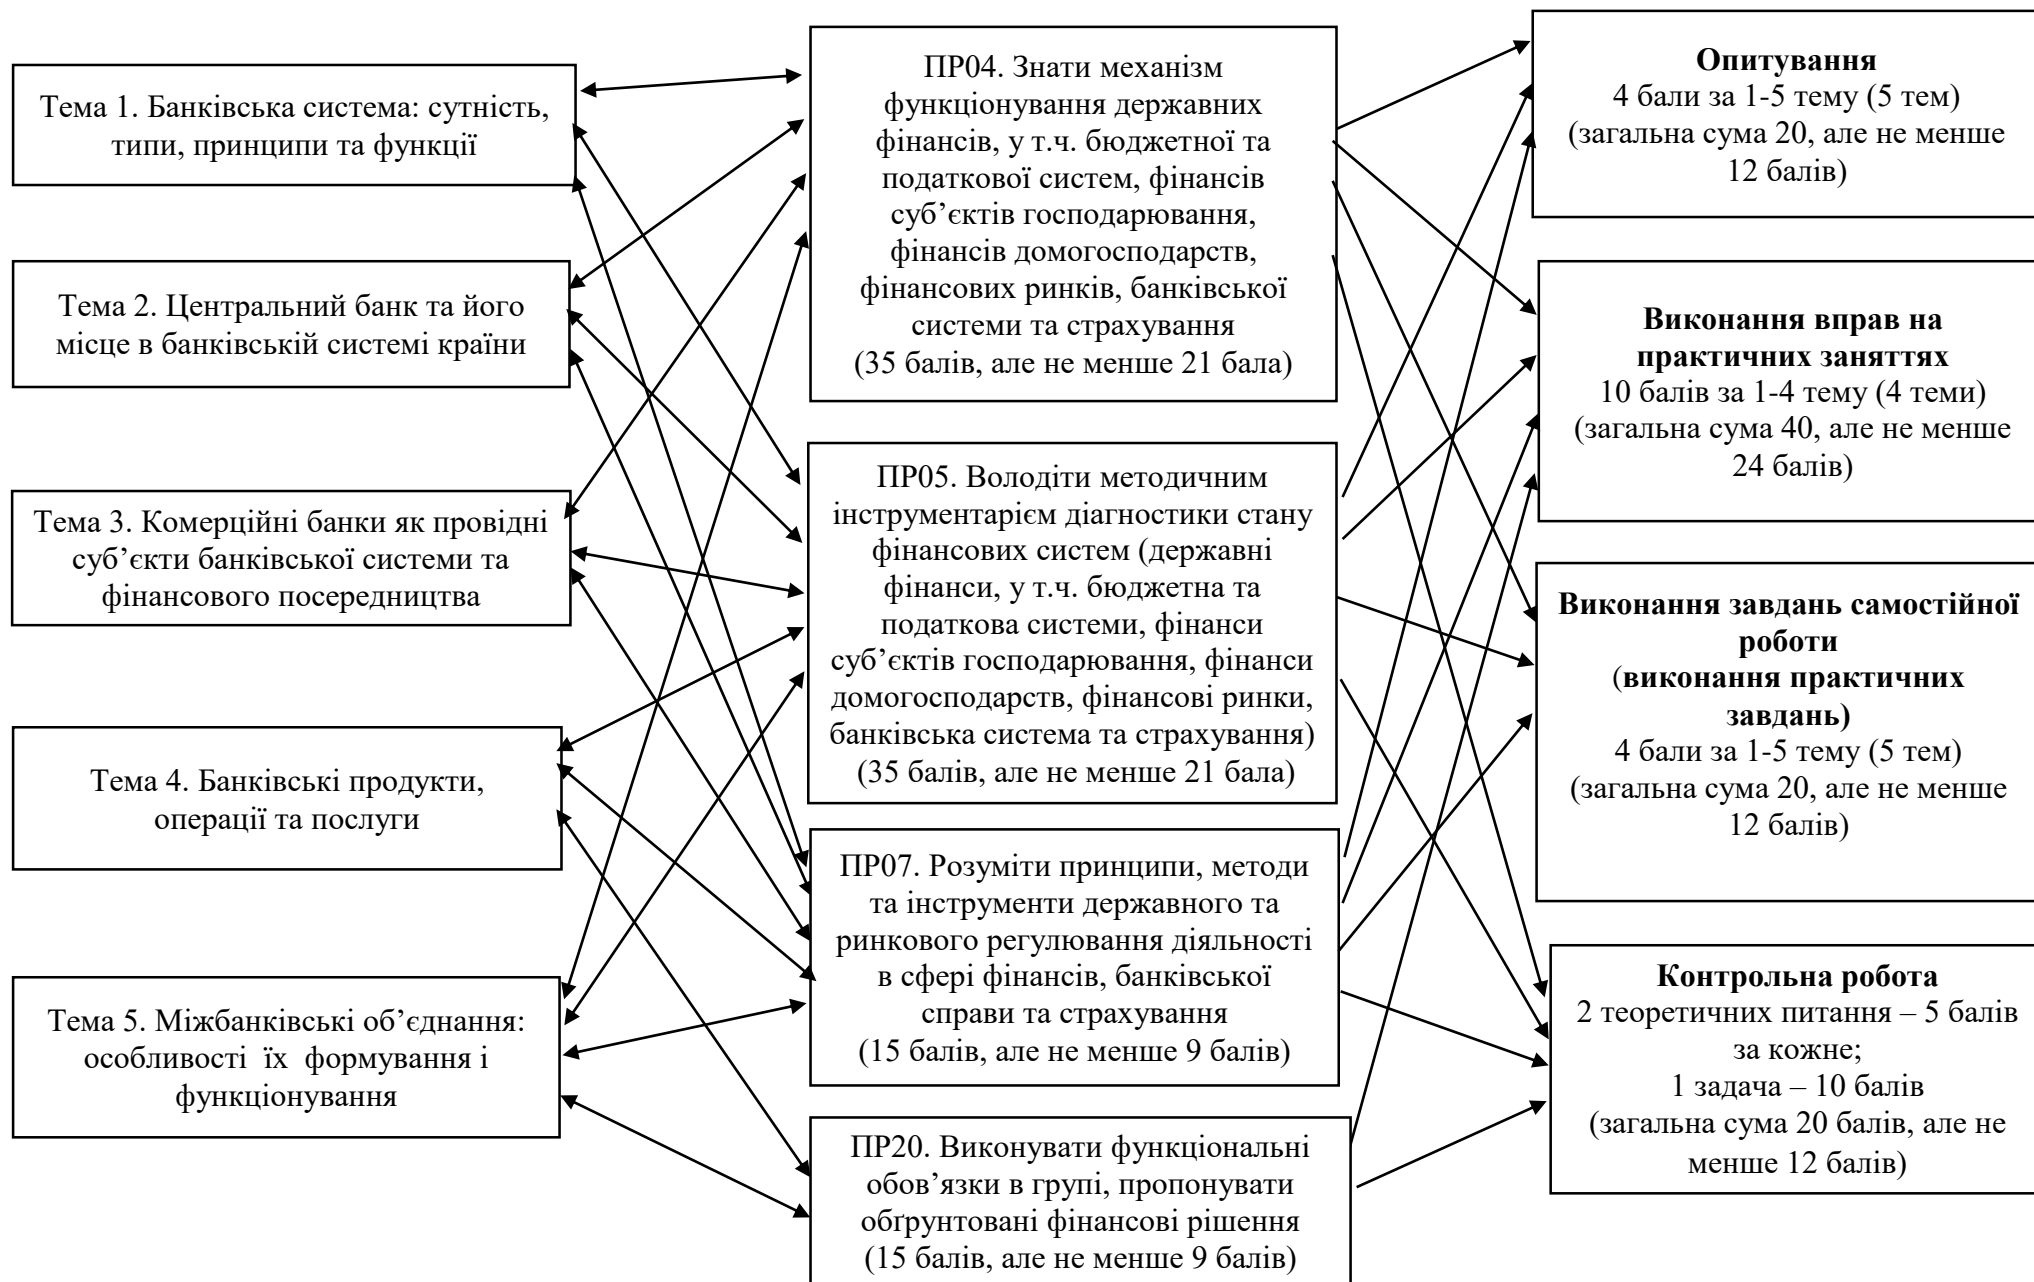 Тема 1. Банківська система: сутність,
типи, принципи та функції
Тема 2. Центральний банк та його
місце в банківській системі країни
Тема 3. Комерційні банки як провідні
суб’єкти банківської системи та
фінансового посередництва
Тема 4. Банківські продукти,
операції та послуги
Тема 5. Міжбанківські об’єднання:
особливості їх формування і
функціонування
ПР04. Знати механізм
функціонування державних
фінансів, у т.ч. бюджетної та
податкової систем, фінансів
суб’єктів господарювання,
фінансів домогосподарств,
фінансових ринків, банківської
системи та страхування
(35 балів, але не менше 21 бала)
ПР05. Володіти методичним
інструментарієм діагностики стану
фінансових систем (державні
фінанси, у т.ч. бюджетна та
податкова системи, фінанси
суб’єктів господарювання, фінанси
домогосподарств, фінансові ринки,
банківська система та страхування)
(35 балів, але не менше 21 бала)
ПР07. Розуміти принципи, методи
та інструменти державного та
ринкового регулювання діяльності
в сфері фінансів, банківської
справи та страхування
(15 балів, але не менше 9 балів)
ПР20. Виконувати функціональні
обов’язки в групі, пропонувати
обґрунтовані фінансові рішення
(15 балів, але не менше 9 балів)
Опитування
4 бали за 1-5 тему (5 тем)
(загальна сума 20, але не менше
12 балів)
Виконання вправ на
практичних заняттях
10 балів за 1-4 тему (4 теми)
(загальна сума 40, але не менше
24 балів)
Виконання завдань самостійної
роботи
(виконання практичних
завдань)
4 бали за 1-5 тему (5 тем)
(загальна сума 20, але не менше
12 балів)
Контрольна робота
2 теоретичних питання – 5 балів
за кожне;
1 задача – 10 балів
(загальна сума 20 балів, але не
менше 12 балів)